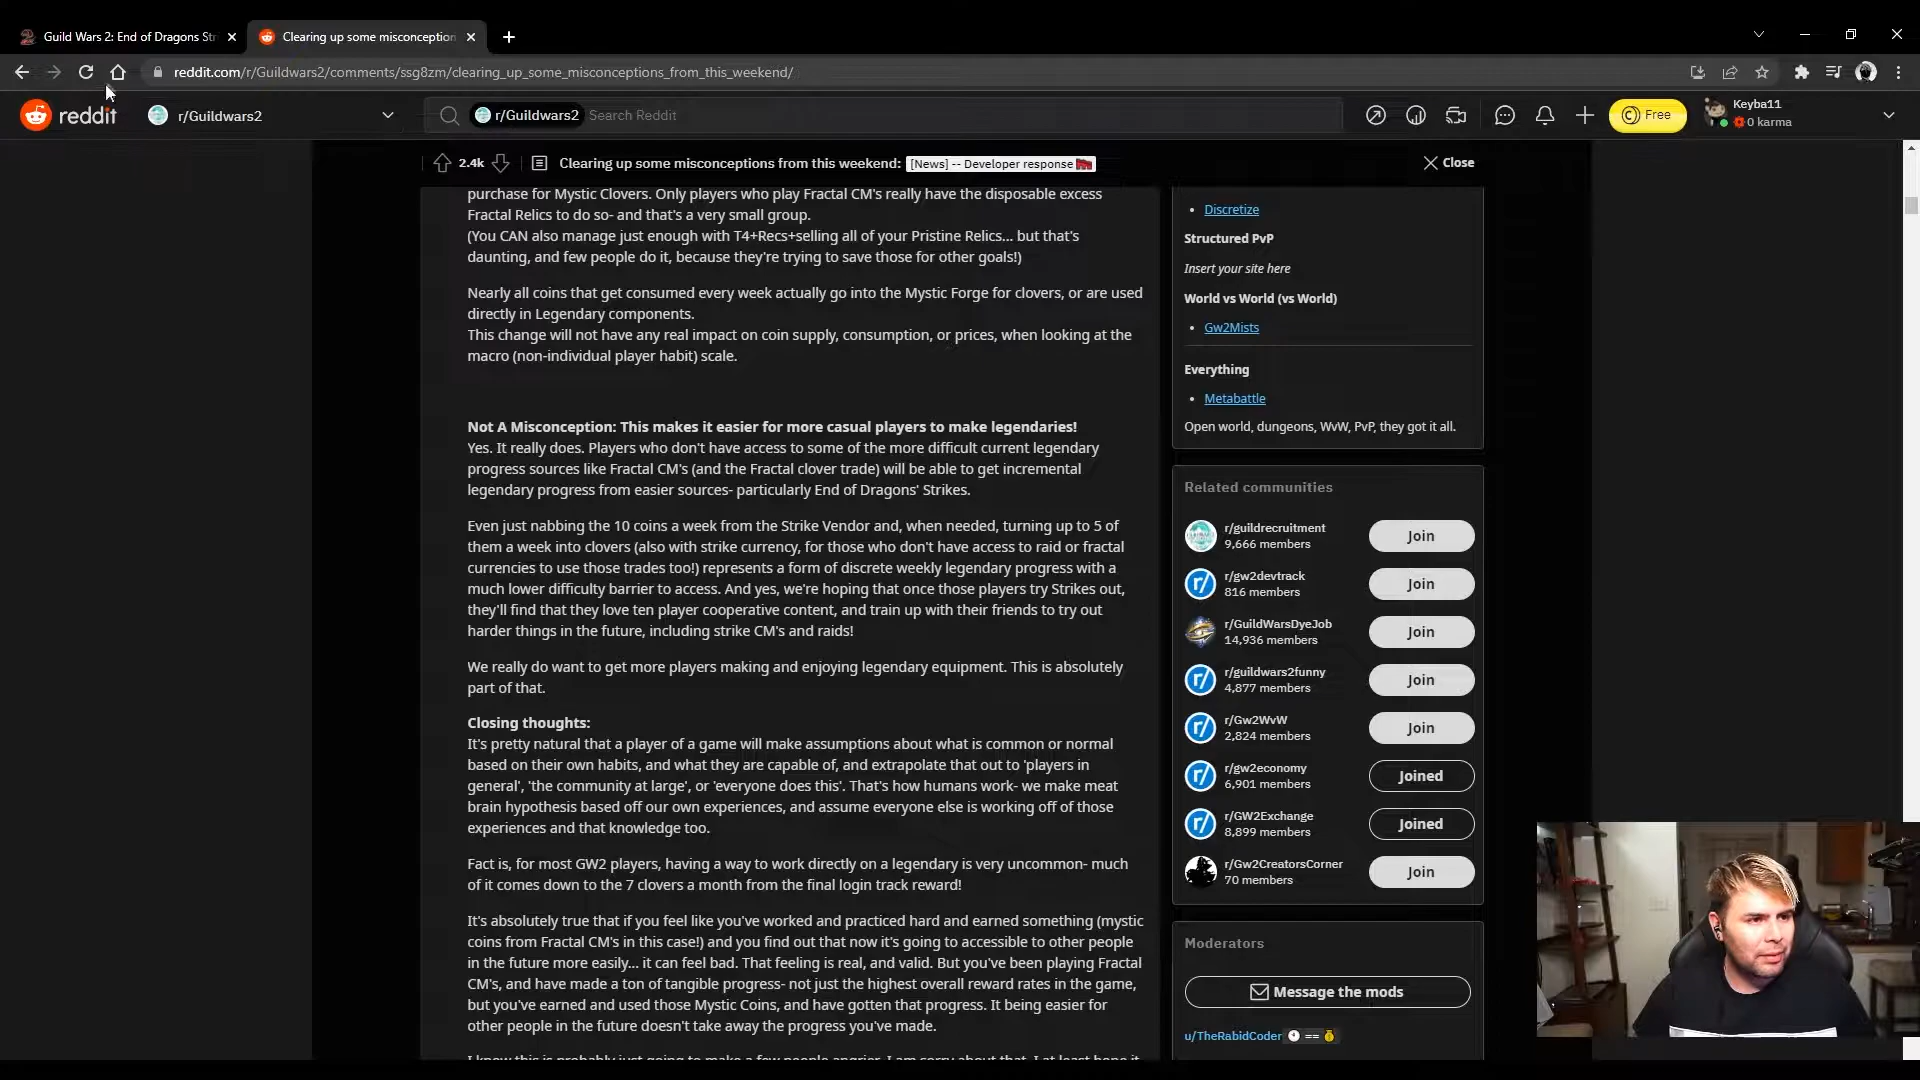 Guild Wars 2: End of Dragons Str
Clearing up some misconception
reddit.com/r/Guildwars2/comments/ssg8zm/clearing_up_some_misconceptions_from_this_weekend/
reddit
r/Guildwars2
r/Guildwars2 Search Reddit
Free
Keyba11
0 karma
2.4k
Clearing up some misconceptions from this weekend: [News] -- Developer response
Close
purchase for Mystic Clovers. Only players who play Fractal CM's really have the disposable excess
Fractal Relics to do so- and that's a very small group.
(You CAN also manage just enough with T4+Recs+selling all of your Pristine Relics... but that's
daunting, and few people do it, because they're trying to save those for other goals!)
Nearly all coins that get consumed every week actually go into the Mystic Forge for clovers, or are used
directly in Legendary components.
This change will not have any real impact on coin supply, consumption, or prices, when looking at the
macro (non-individual player habit) scale.
Not A Misconception: This makes it easier for more casual players to make legendaries!
Yes. It really does. Players who don't have access to some of the more difficult current legendary
progress sources like Fractal CM's (and the Fractal clover trade) will be able to get incremental
legendary progress from easier sources- particularly End of Dragons' Strikes.
Even just nabbing the 10 coins a week from the Strike Vendor and, when needed, turning up to 5 of
them a week into clovers (also with strike currency, for those who don't have access to raid or fractal
currencies to use those trades too!) represents a form of discrete weekly legendary progress with a
much lower difficulty barrier to access. And yes, we're hoping that once those players try Strikes out,
they'll find that they love ten player cooperative content, and train up with their friends to try out
harder things in the future, including strike CM's and raids!
We really do want to get more players making and enjoying legendary equipment. This is absolutely
part of that.
Closing thoughts:
It's pretty natural that a player of a game will make assumptions about what is common or normal
based on their own habits, and what they are capable of, and extrapolate that out to 'players in
general', 'the community at large', or 'everyone does this'. That's how humans work- we make meat
brain hypothesis based off our own experiences, and assume everyone else is working off of those
experiences and that knowledge too.
Fact is, for most GW2 players, having a way to work directly on a legendary is very uncommon- much
of it comes down to the 7 clovers a month from the final login track reward!
It's absolutely true that if you feel like you've worked and practiced hard and earned something (mystic
coins from Fractal CM's in this case!) and you find out that now it's going to accessible to other people
in the future more easily... it can feel bad. That feeling is real, and valid. But you've been playing Fractal
CM's, and have made a ton of tangible progress- not just the highest overall reward rates in the game,
but you've earned and used those Mystic Coins, and have gotten that progress. It being easier for
other people in the future doesn't take away the progress you've made.
I know this is probably just going to make a few people angrier. I am sorry about that. I at least hope it
Discretize
Structured PvP
Insert your site here
World vs World (vs World)
Gw2Mists
Everything
Metabattle
Open world, dungeons, WvW, PvP, they got it all.
Related communities
r/guildrecruitment
9,666 members
Join
r/gw2devtrack
816 members
Join
r/GuildWarsDyeJob
14,936 members
Join
r/guildwars2funny
4,877 members
Join
r/Gw2WvW
2,824 members
Join
r/gw2economy
6,901 members
Joined
r/GW2Exchange
8,899 members
Joined
r/Gw2CreatorsCorner
70 members
Join
Moderators
Message the mods
u/TheRabidCoder ==